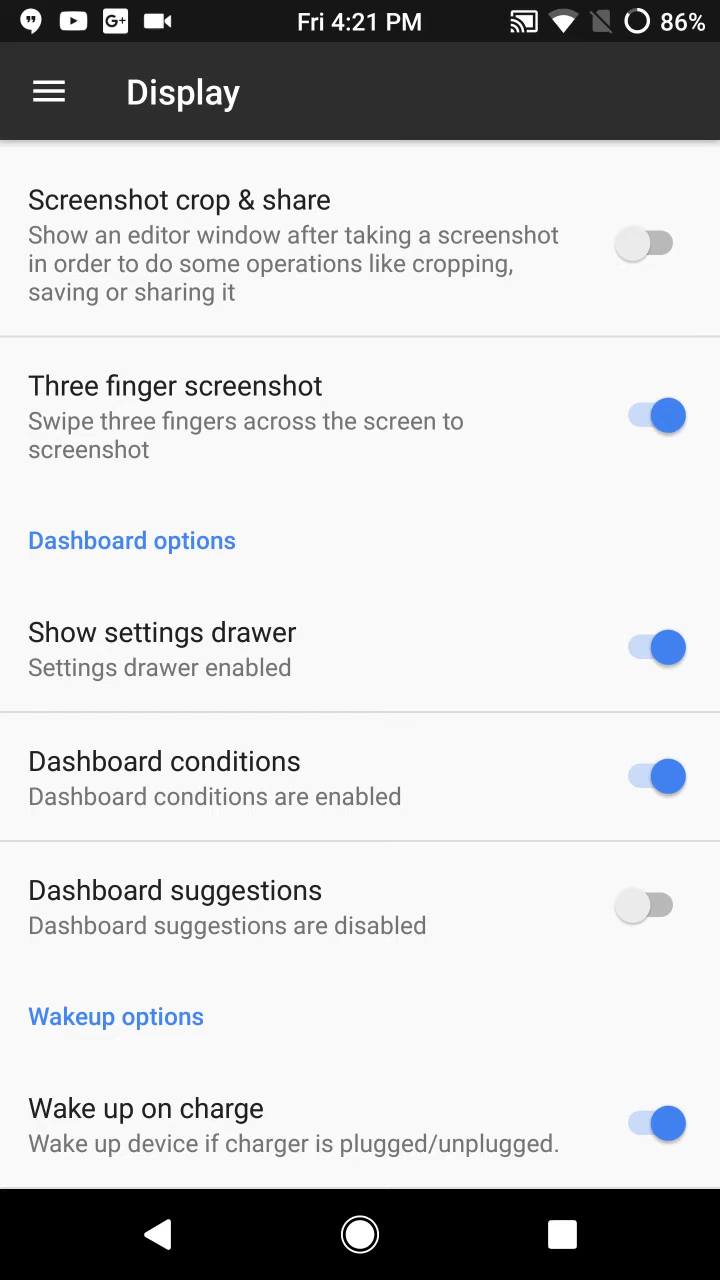 Fri 4:21 PM
86%
Display
Screenshot crop & share
Show an editor window after taking a screenshot
in order to do some operations like cropping,
saving or sharing it
Three finger screenshot
Swipe three fingers across the screen to
screenshot
Dashboard options
Show settings drawer
Settings drawer enabled
Dashboard conditions
Dashboard conditions are enabled
Dashboard suggestions
Dashboard suggestions are disabled
Wakeup options
Wake up on charge
Wake up device if charger is plugged/unplugged.